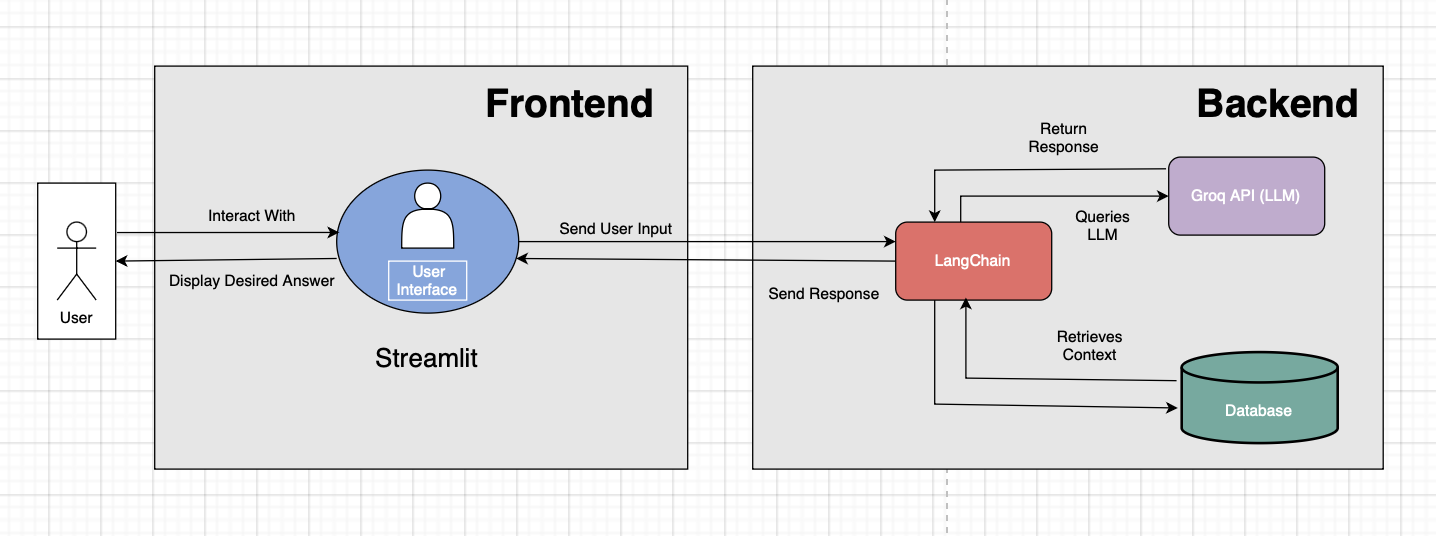 Frontend
Backend
Return
Response
Groq API (LLM)
Interact With
Queries
LLM
Send User Input
LangChain
User
Interface
Display Desired Answer
Send Response
User
Streamlit
Retrieves
Context
Database